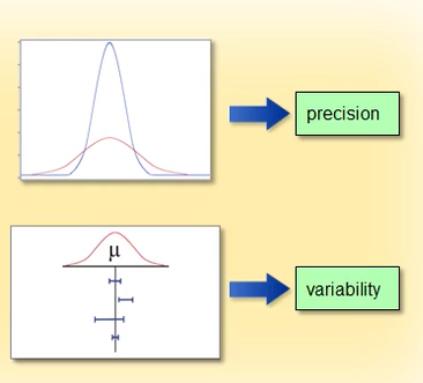 precision
μ
variability